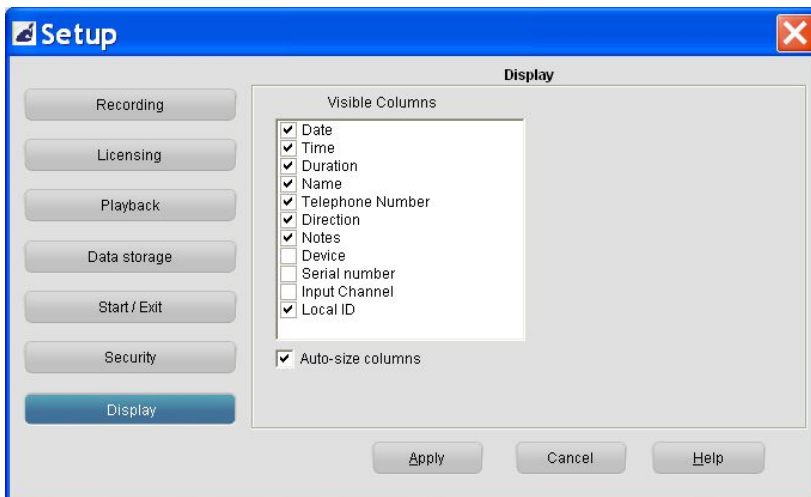 Setup
Display
Recording
Licensing
Playback
Data storage
Start / Exit
Security
Display
Visible Columns
Date
Time
Duration
Name
Telephone Number
Direction
Notes
Device
Serial number
Input Channel
Local ID
Auto-size columns
Apply
Cancel
Help